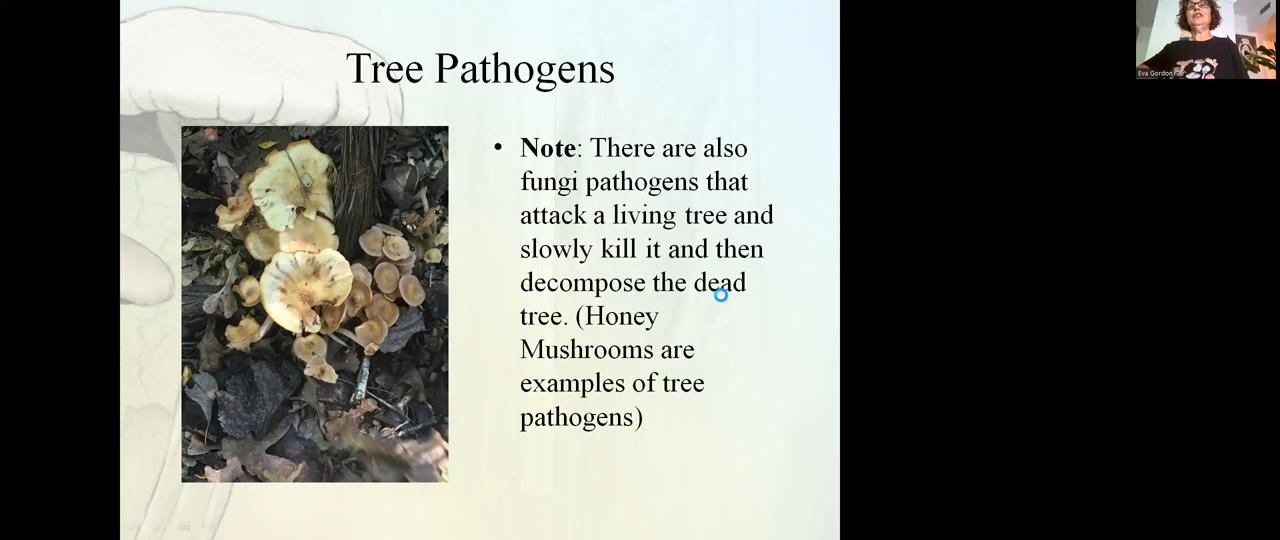 Tree Pathogens
• Note: There are also
fungi pathogens that
attack a living tree and
slowly kill it and then
decompose the dead
tree. (Honey
Mushrooms are
examples of tree
pathogens)
Eva Gordon